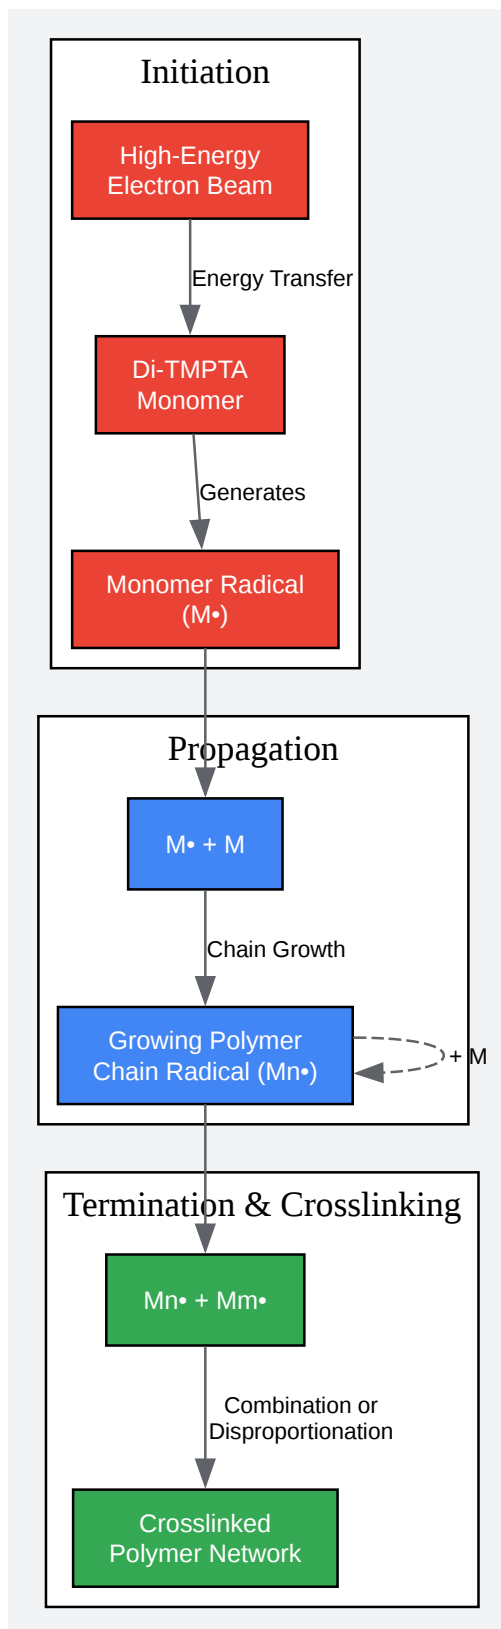 Initiation
High-Energy
Electron Beam
Energy Transfer
Di-TMPTA
Monomer
Generates
Monomer Radical
(M•)
Propagation
M• + M
Chain Growth
Growing Polymer
Chain Radical (Mn•)
+ M
Termination & Crosslinking
Mn• + Mm•
Combination or
Disproportionation
Crosslinked
Polymer Network